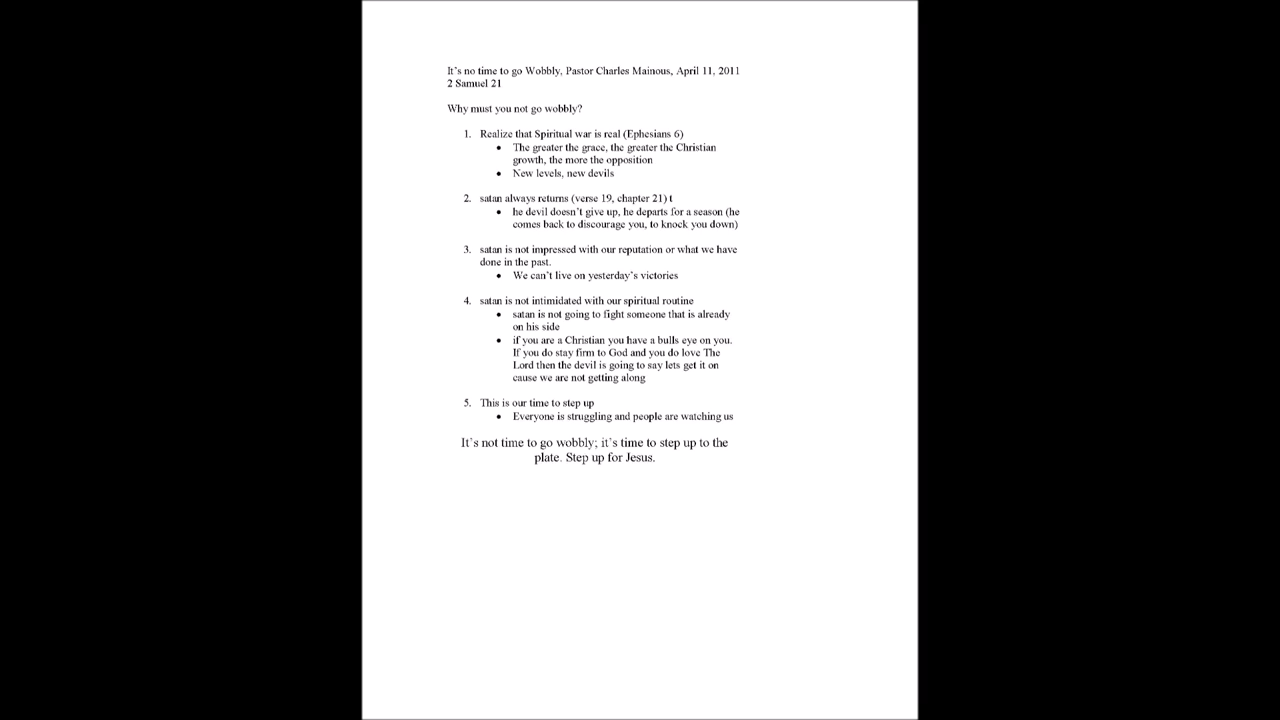 It's no time to go Wobbly, Pastor Charles Mainous, April 11, 2011
2 Samuel 21
Why must you not go wobbly?
1. Realize that Spiritual war is real (Ephesians 6)
• The greater the grace, the greater the Christian
growth, the more the opposition
• New levels, new devils
2. satan always returns (verse 19, chapter 21) t
• he devil doesn't give up, he departs for a season (he
comes back to discourage you, to knock you down)
3. satan is not impressed with our reputation or what we have
done in the past.
• We can't live on yesterday's victories
4. satan is not intimidated with our spiritual routine
• satan is not going to fight someone that is already
on his side
• if you are a Christian you have a bulls eye on you.
If you do stay firm to God and you do love The
Lord then the devil is going to say lets get it on
cause we are not getting along
5. This is our time to step up
• Everyone is struggling and people are watching us
It's not time to go wobbly; it's time to step up to the
plate. Step up for Jesus.